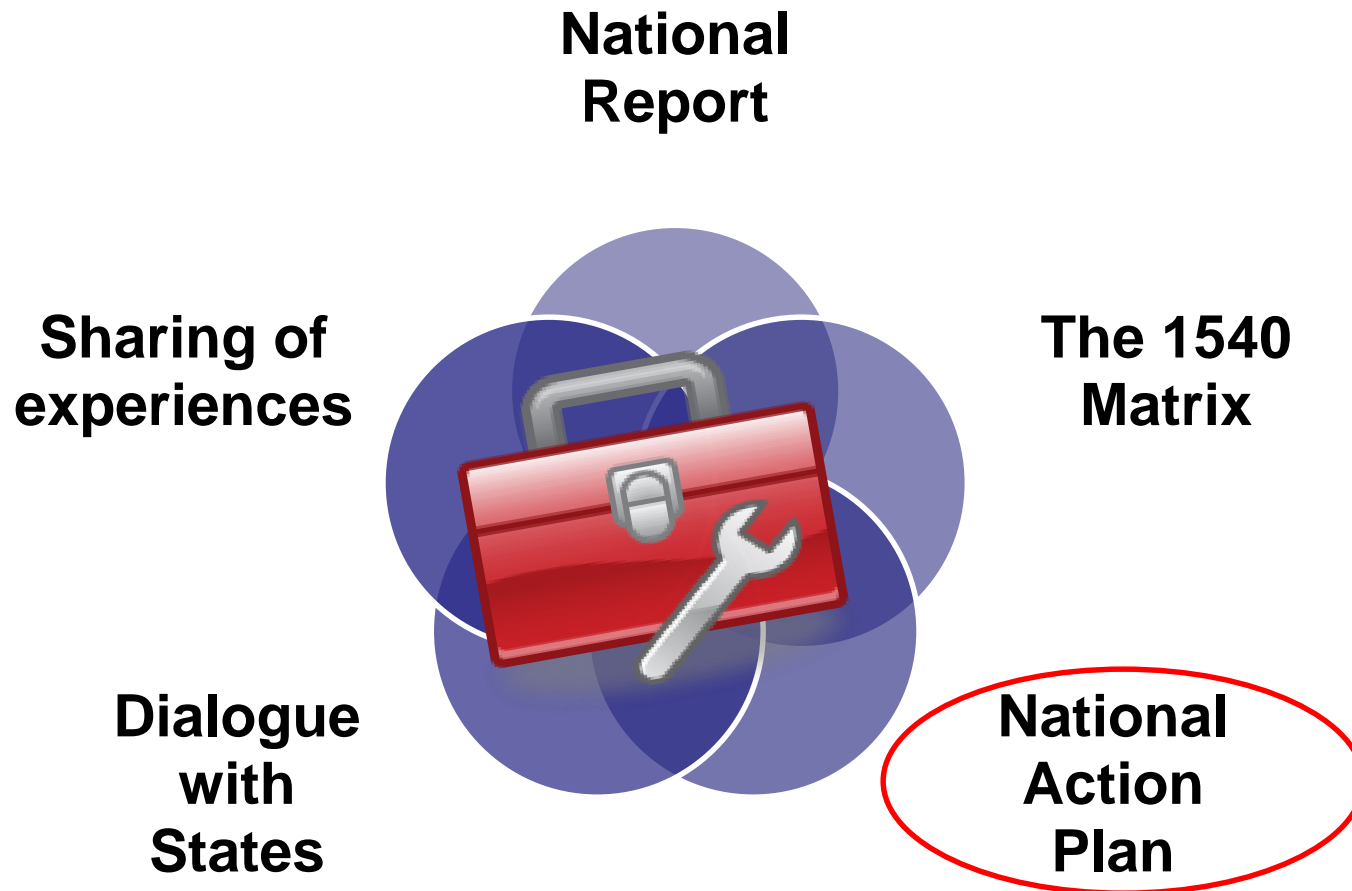 National
Report
Sharing of
experiences
The 1540
Matrix
Dialogue
with
States
National
Action
Plan